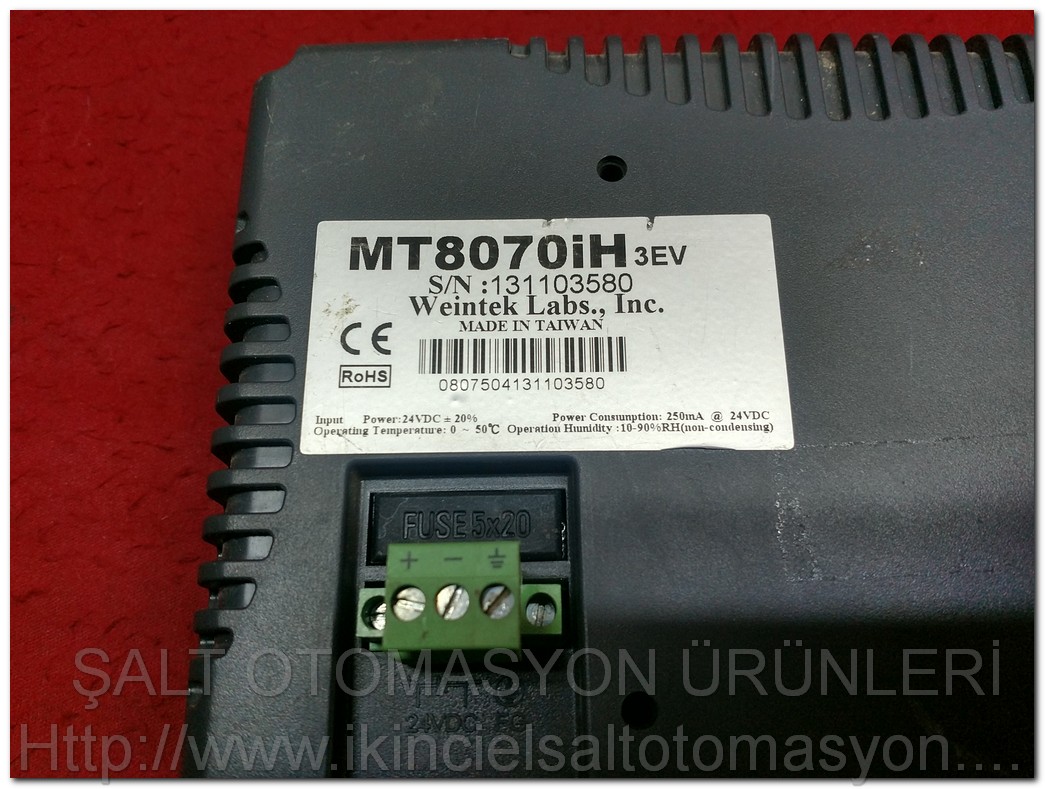 MT8070iH 3EV
S/N :131103580
Weintek Labs., Inc.
MADE IN TAIWAN
CE
RoHS
0807504131103580
Input Power:24VDC ± 20% Power Consunption: 250mA @ 24VDC
Operating Temperature: 0 ~ 50℃ Operation Hunidity :10-90%RH(non-condensing)
FUSE 5x20
+ −
ŞALT OTOMASYON ÜRÜNLERİ
24VDC FG
Http://www.ikincielsaltotomasyon....